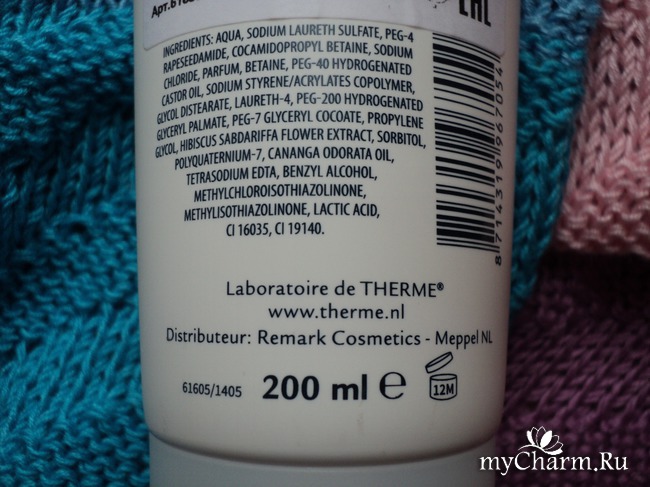 EAC
INGREDIENTS: AQUA, SODIUM LAURETH SULFATE, PEG-4
RAPESEEDAMIDE, COCAMIDOPROPYL BETAINE, SODIUM
CHLORIDE, PARFUM, BETAINE, PEG-40 HYDROGENATED
CASTOR OIL, SODIUM STYRENE/ACRYLATES COPOLYMER,
GLYCOL DISTEARATE, LAURETH-4, PEG-200 HYDROGENATED
GLYCERYL PALMATE, PEG-7 GLYCERYL COCOATE, PROPYLENE
GLYCOL, HIBISCUS SABDARIFFA FLOWER EXTRACT, SORBITOL,
POLYQUATERNIUM-7, CANANGA ODORATA OIL,
TETRASODIUM EDTA, BENZYL ALCOHOL,
METHYLCHLOROISOTHIAZOLINONE,
METHYLISOTHIAZOLINONE, LACTIC ACID,
CI 16035, CI 19140.
8 714319 967054
Laboratoire de THERME®
www.therme.nl
Distributeur: Remark Cosmetics - Meppel NL
61605/1405 200 ml e 12M
myCharm.Ru